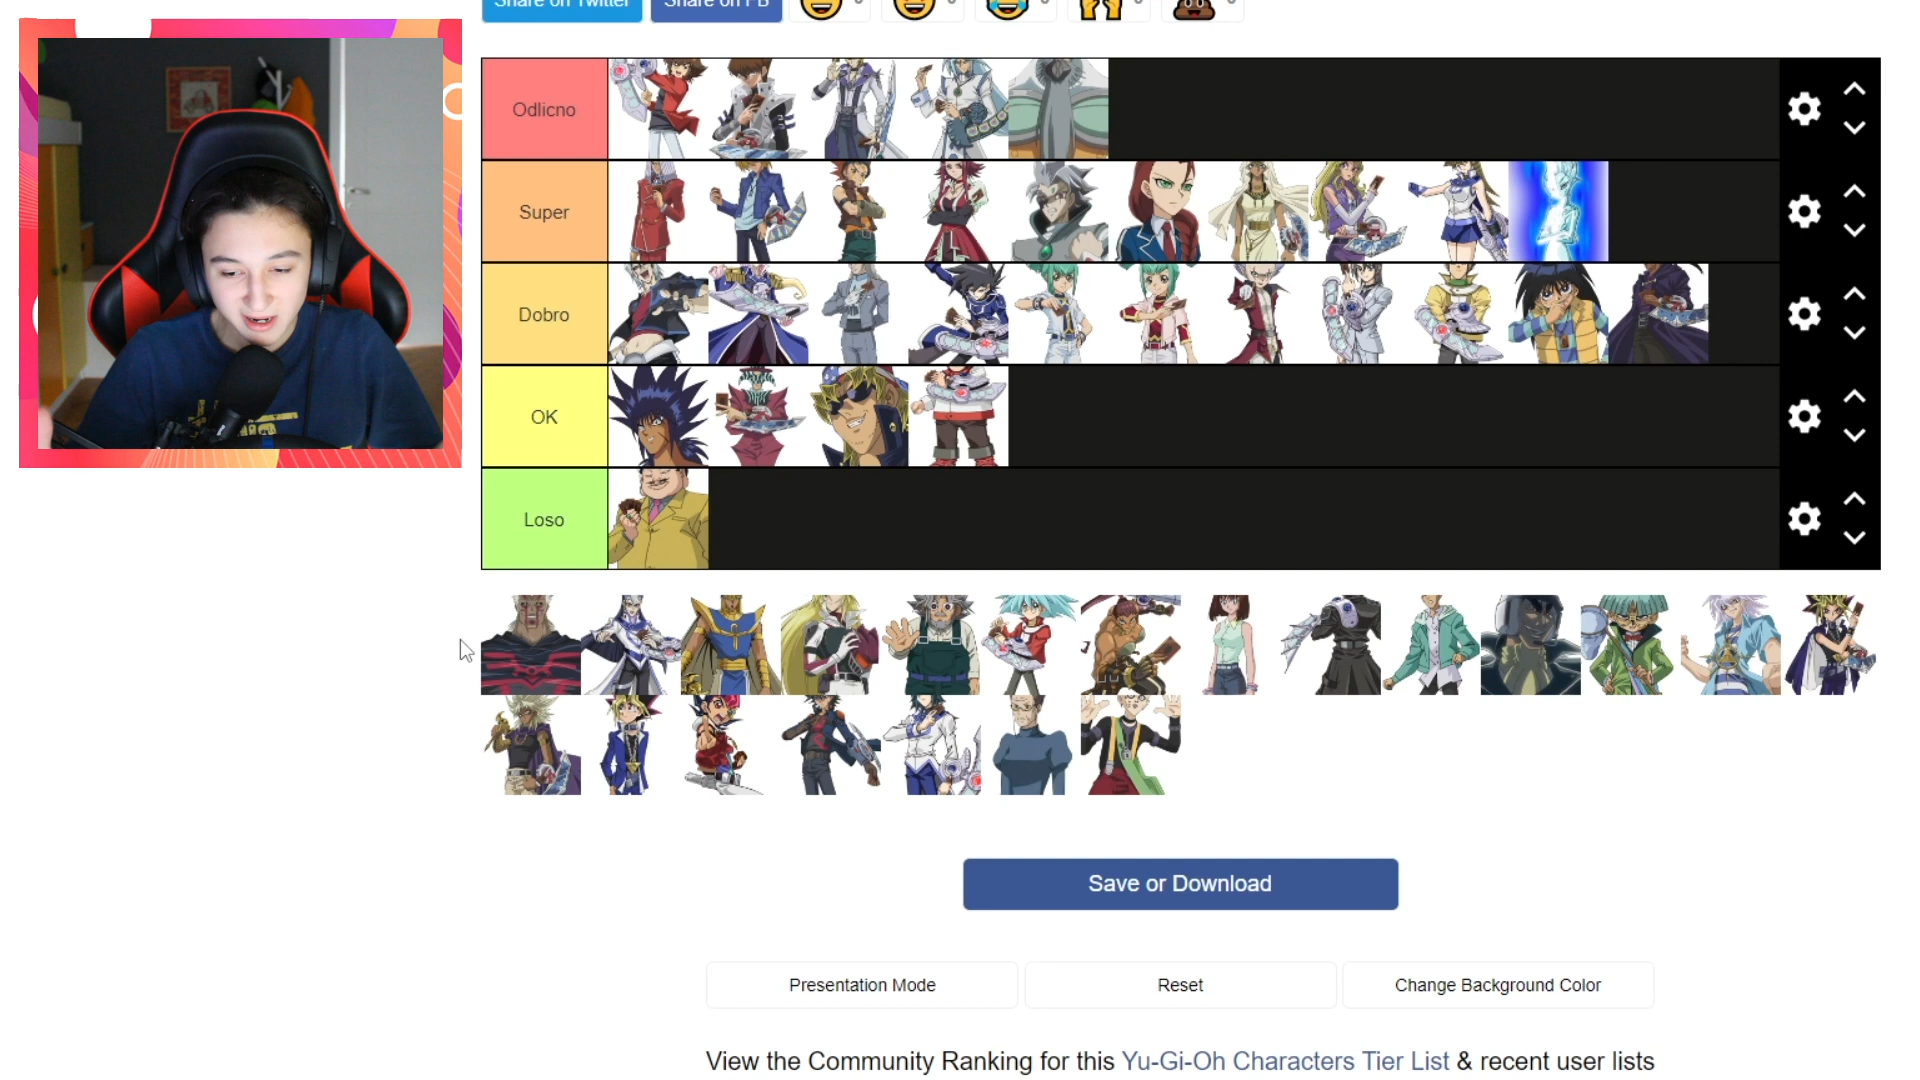 Share on Twitter
Share on FB
Odlicno
Super
Dobro
OK
Loso
Save or Download
Presentation Mode
Reset
Change Background Color
View the Community Ranking for this Yu-Gi-Oh Characters Tier List & recent user lists